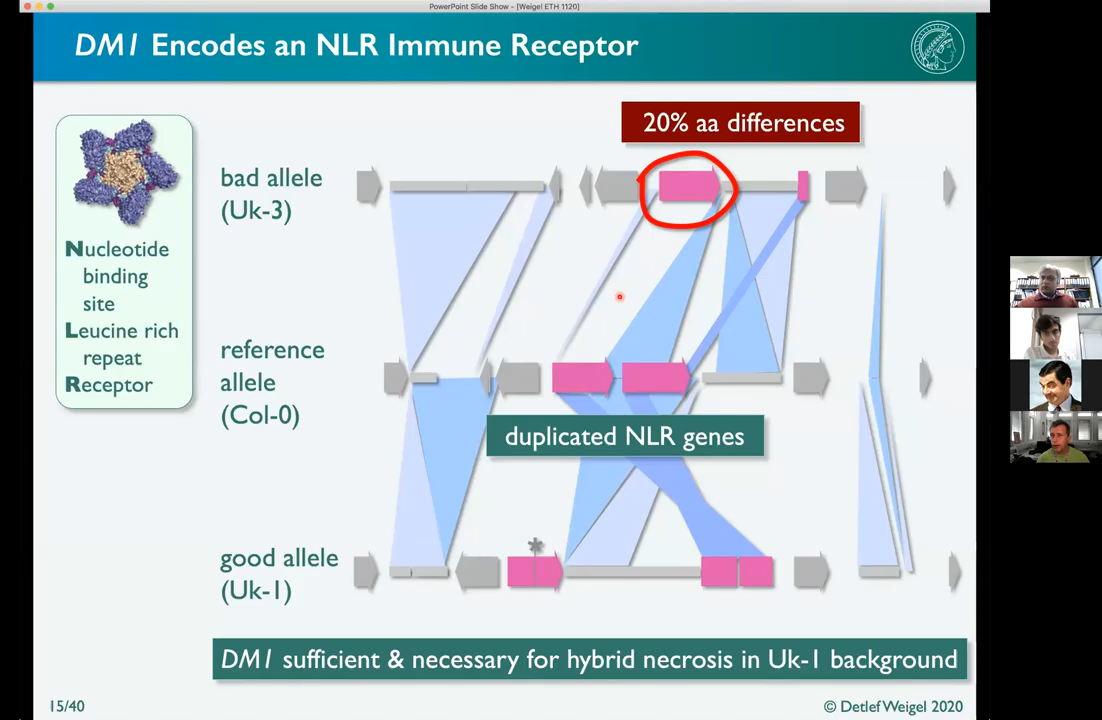 PowerPoint Slide Show - [Weigel ETH 1120]
DM1 Encodes an NLR Immune Receptor
20% aa differences
bad allele
(Uk-3)
Nucleotide
binding
site
Leucine rich
repeat
Receptor
reference
allele
(Col-0)
duplicated NLR genes
*
good allele
(Uk-1)
DM1 sufficient & necessary for hybrid necrosis in Uk-1 background
15/40
© Detlef Weigel 2020